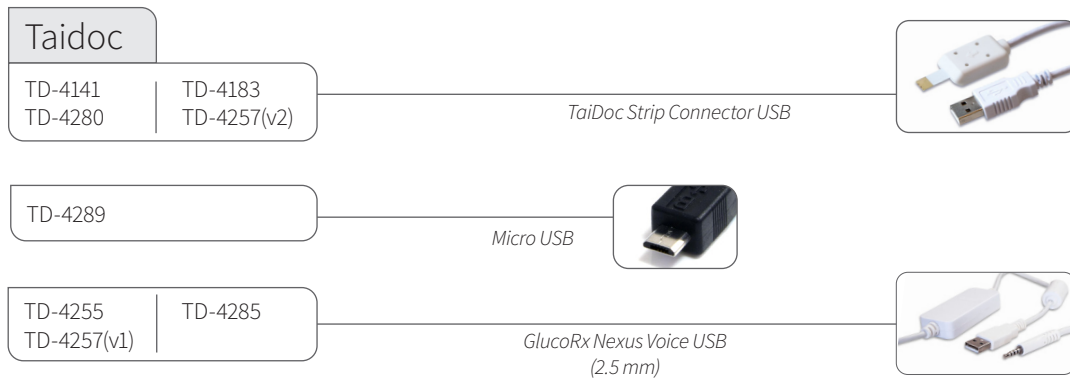 Taidoc
TD-4141 TD-4183
TD-4280 TD-4257(v2)
TaiDoc Strip Connector USB
TD-4289
Micro USB
TD-4255 TD-4285
TD-4257(v1)
GlucoRx Nexus Voice USB
(2.5 mm)